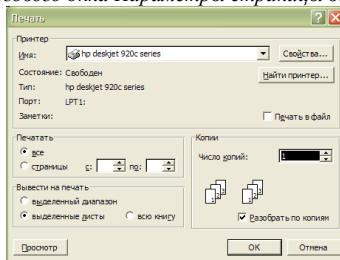 Печать
Принтер
Имя: hp deskjet 920c series Свойства...
Состояние: Свободен Найти принтер...
Тип: hp deskjet 920c series
Порт: LPT1:
Заметки: Печать в файл
Печатать
все
страницы с: по:
Вывести на печать
выделенный диапазон
выделенные листы всю книгу
Копии
Число копий: 1
Разобрать по копиям
Просмотр ОК Отмена